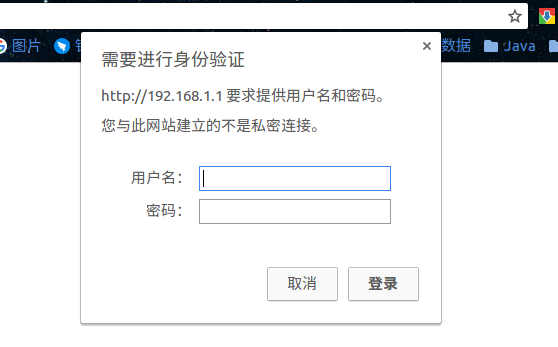 图片
数据
Java
需要进行身份验证
http://192.168.1.1 要求提供用户名和密码。
您与此网站建立的不是私密连接。
用户名：
密码：
取消
登录